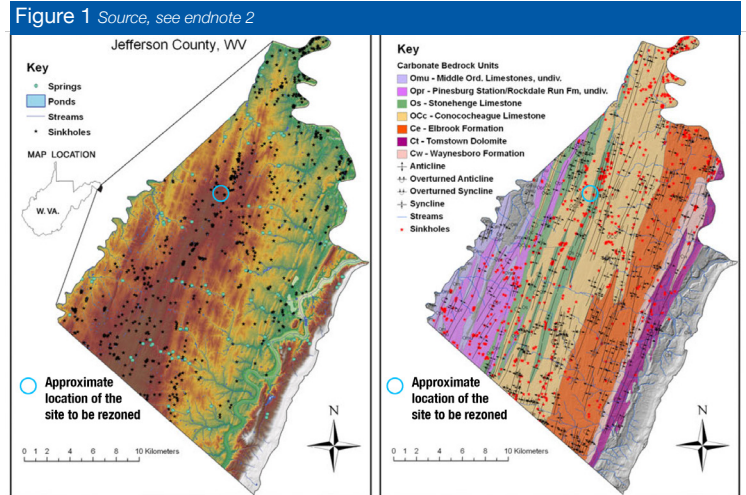 Figure 1 Source, see endnote 2
Jefferson County, WV
Key
Springs
Ponds
Streams
Sinkholes
MAP LOCATION
W. VA.
Approximate
location of the
site to be rezoned
N
0 1 2 4 6 8 10 Kilometers
Key
Carbonate Bedrock Units
Omu - Middle Ord. Limestones, undiv.
Opr - Pinesburg Station/Rockdale Run Fm, undiv.
Os - Stonehenge Limestone
OCc - Conococheague Limestone
Ce - Elbrook Formation
Ct - Tomstown Dolomite
Cw - Waynesboro Formation
Anticline
Overturned Anticline
Overturned Syncline
Syncline
Streams
Sinkholes
Approximate
location of the
site to be rezoned
N
0 1 2 4 6 8 10 Kilometers